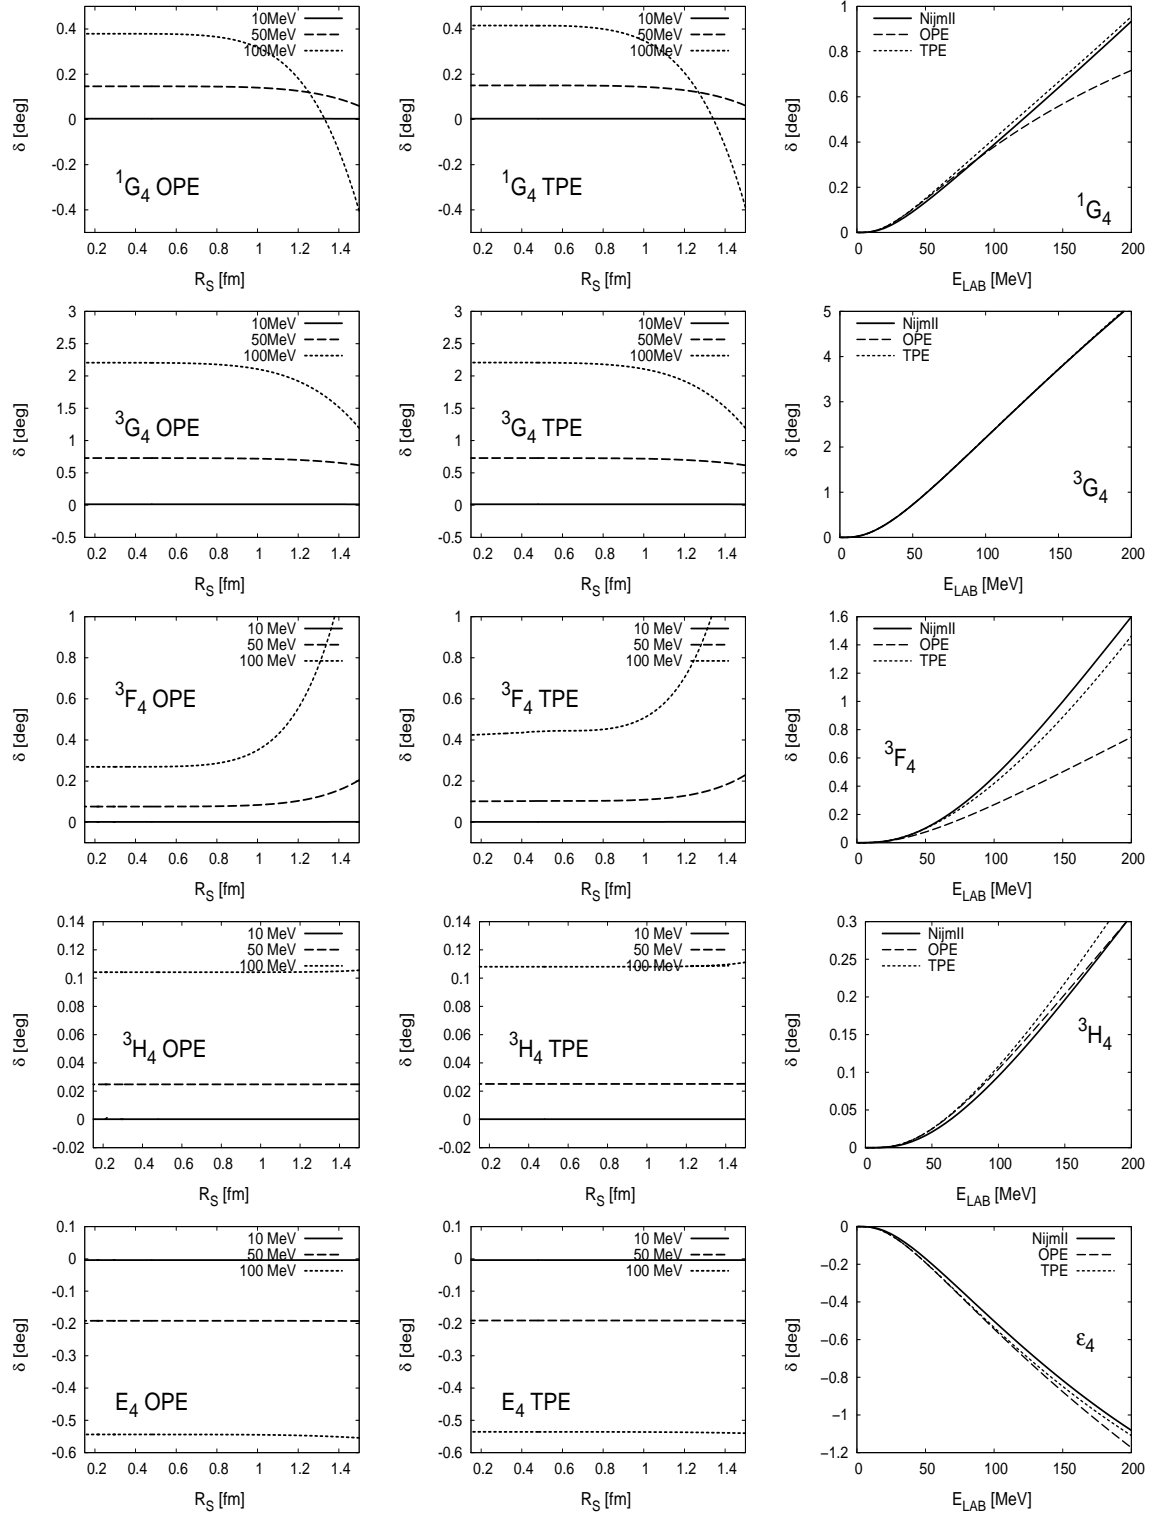 10MeV
50MeV
100MeV
0.4
0.2
0
-0.2
-0.4
δ [deg]
¹G₄ OPE
0.2 0.4 0.6 0.8 1 1.2 1.4
R_S [fm]
10MeV
50MeV
100MeV
0.4
0.2
0
-0.2
-0.4
δ [deg]
¹G₄ TPE
0.2 0.4 0.6 0.8 1 1.2 1.4
R_S [fm]
NijmII
OPE
TPE
1
0.8
0.6
0.4
0.2
0
δ [deg]
¹G₄
0 50 100 150 200
E_LAB [MeV]
10MeV
50MeV
100MeV
3
2.5
2
1.5
1
0.5
0
-0.5
δ [deg]
³G₄ OPE
0.2 0.4 0.6 0.8 1 1.2 1.4
R_S [fm]
10MeV
50MeV
100MeV
3
2.5
2
1.5
1
0.5
0
-0.5
δ [deg]
³G₄ TPE
0.2 0.4 0.6 0.8 1 1.2 1.4
R_S [fm]
NijmII
OPE
TPE
5
4
3
2
1
0
δ [deg]
³G₄
0 50 100 150 200
E_LAB [MeV]
10 MeV
50 MeV
100 MeV
1
0.8
0.6
0.4
0.2
0
δ [deg]
³F₄ OPE
0.2 0.4 0.6 0.8 1 1.2 1.4
R_S [fm]
10 MeV
50 MeV
100 MeV
1
0.8
0.6
0.4
0.2
0
δ [deg]
³F₄ TPE
0.2 0.4 0.6 0.8 1 1.2 1.4
R_S [fm]
NijmII
OPE
TPE
1.6
1.4
1.2
1
0.8
0.6
0.4
0.2
0
δ [deg]
³F₄
0 50 100 150 200
E_LAB [MeV]
10 MeV
50 MeV
100 MeV
0.14
0.12
0.1
0.08
0.06
0.04
0.02
0
-0.02
δ [deg]
³H₄ OPE
0.2 0.4 0.6 0.8 1 1.2 1.4
R_S [fm]
10 MeV
50 MeV
100 MeV
0.14
0.12
0.1
0.08
0.06
0.04
0.02
0
-0.02
δ [deg]
³H₄ TPE
0.2 0.4 0.6 0.8 1 1.2 1.4
R_S [fm]
NijmII
OPE
TPE
0.3
0.25
0.2
0.15
0.1
0.05
0
δ [deg]
³H₄
0 50 100 150 200
E_LAB [MeV]
10 MeV
50 MeV
100 MeV
0.1
0
-0.1
-0.2
-0.3
-0.4
-0.5
-0.6
δ [deg]
E₄ OPE
0.2 0.4 0.6 0.8 1 1.2 1.4
R_S [fm]
10 MeV
50 MeV
100 MeV
0.1
0
-0.1
-0.2
-0.3
-0.4
-0.5
-0.6
δ [deg]
E₄ TPE
0.2 0.4 0.6 0.8 1 1.2 1.4
R_S [fm]
NijmII
OPE
TPE
0
−0.2
−0.4
−0.6
−0.8
−1
−1.2
δ [deg]
ε₄
0 50 100 150 200
E_LAB [MeV]